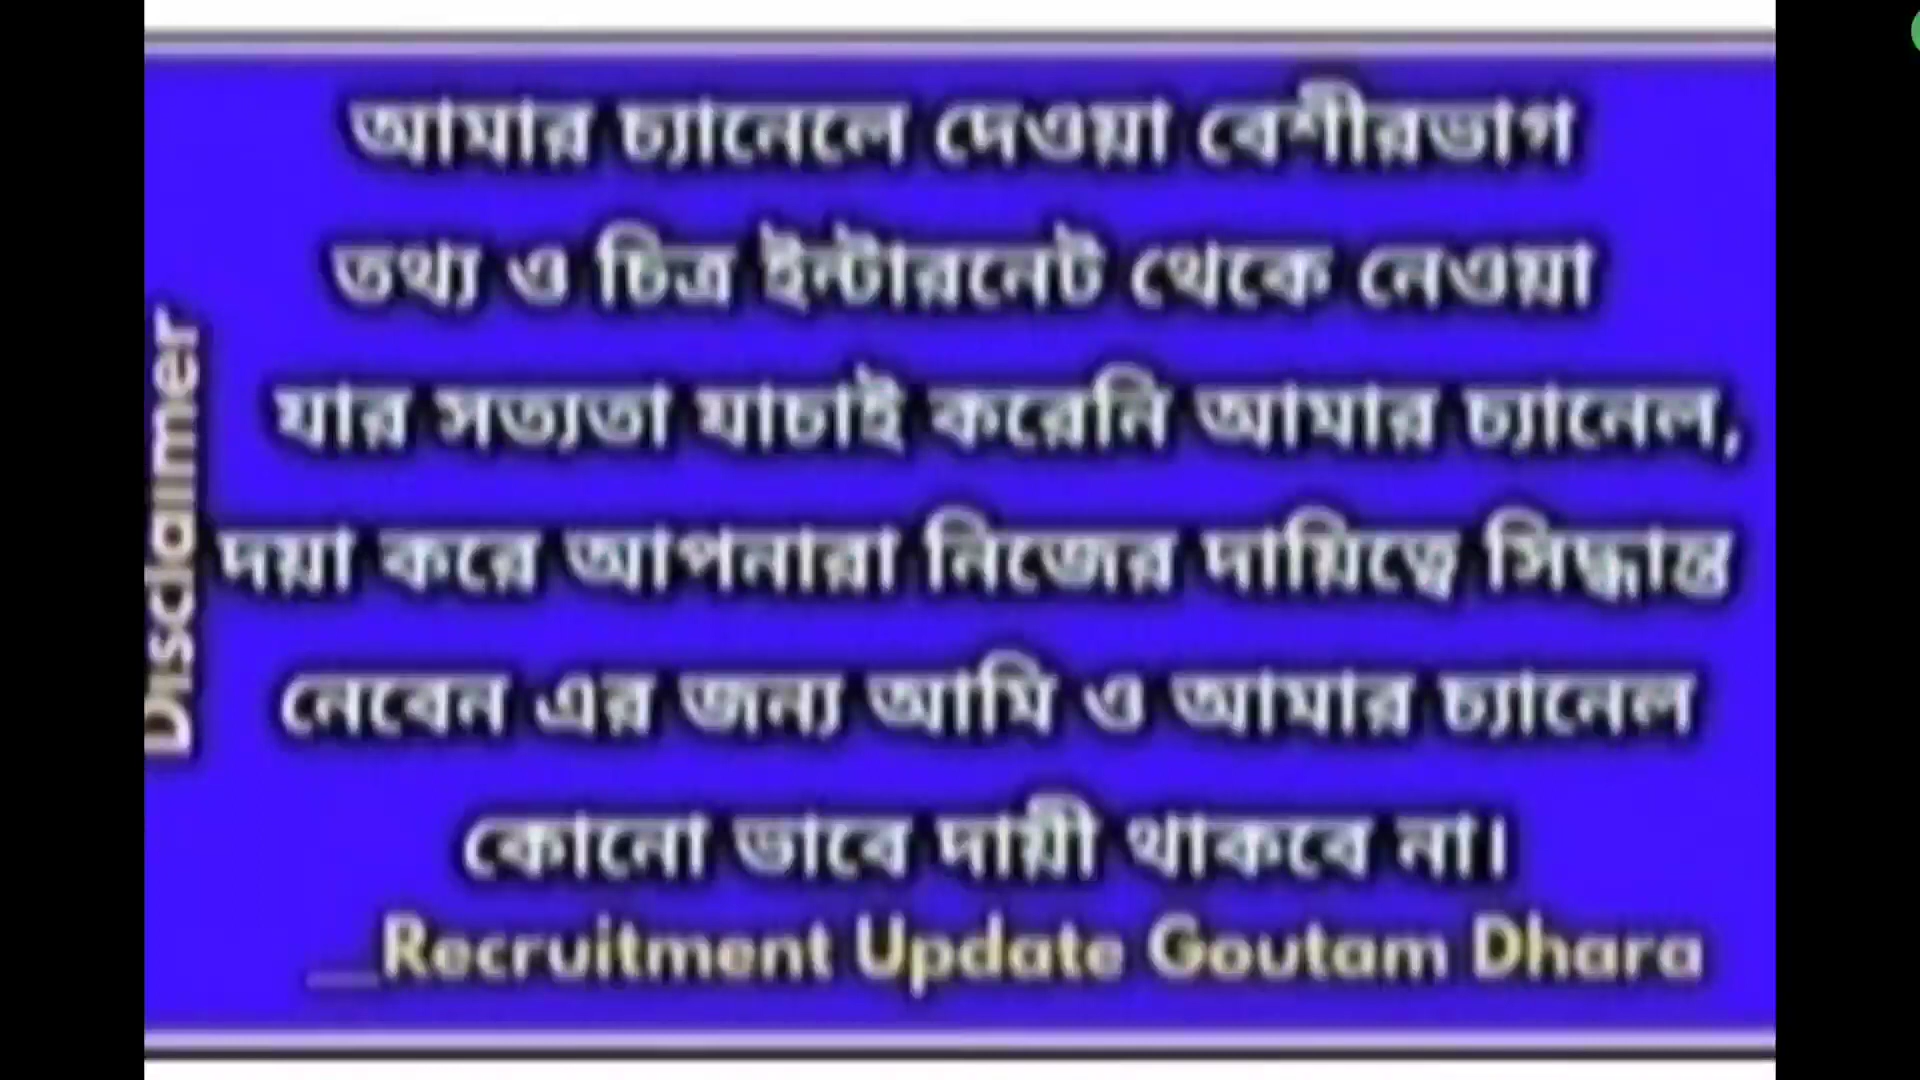 Disclaimer
আমার চ্যানেলে দেওয়া বেশীরভাগ
তথ্য ও চিত্র ইন্টারনেট থেকে নেওয়া
যার সত্যতা যাচাই করেনি আমার চ্যানেল,
দয়া করে আপনারা নিজের দায়িত্বে সিদ্ধান্ত
নেবেন এর জন্য আমি ও আমার চ্যানেল
কোনো ভাবে দায়ী থাকবে না।
__Recruitment Update Goutam Dhara